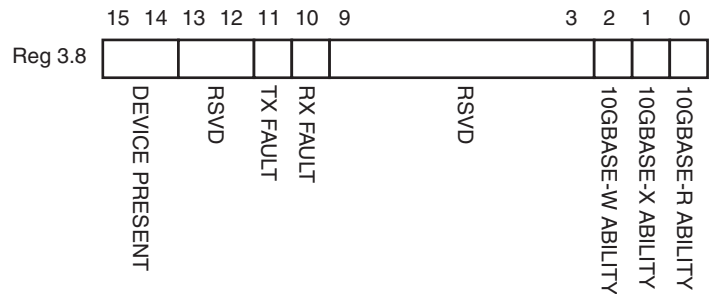 15 14 13 12 11 10 9 3 2 1 0
Reg 3.8
DEVICE PRESENT
RSVD
TX FAULT
RX FAULT
RSVD
10GBASE-W ABILITY
10GBASE-X ABILITY
10GBASE-R ABILITY